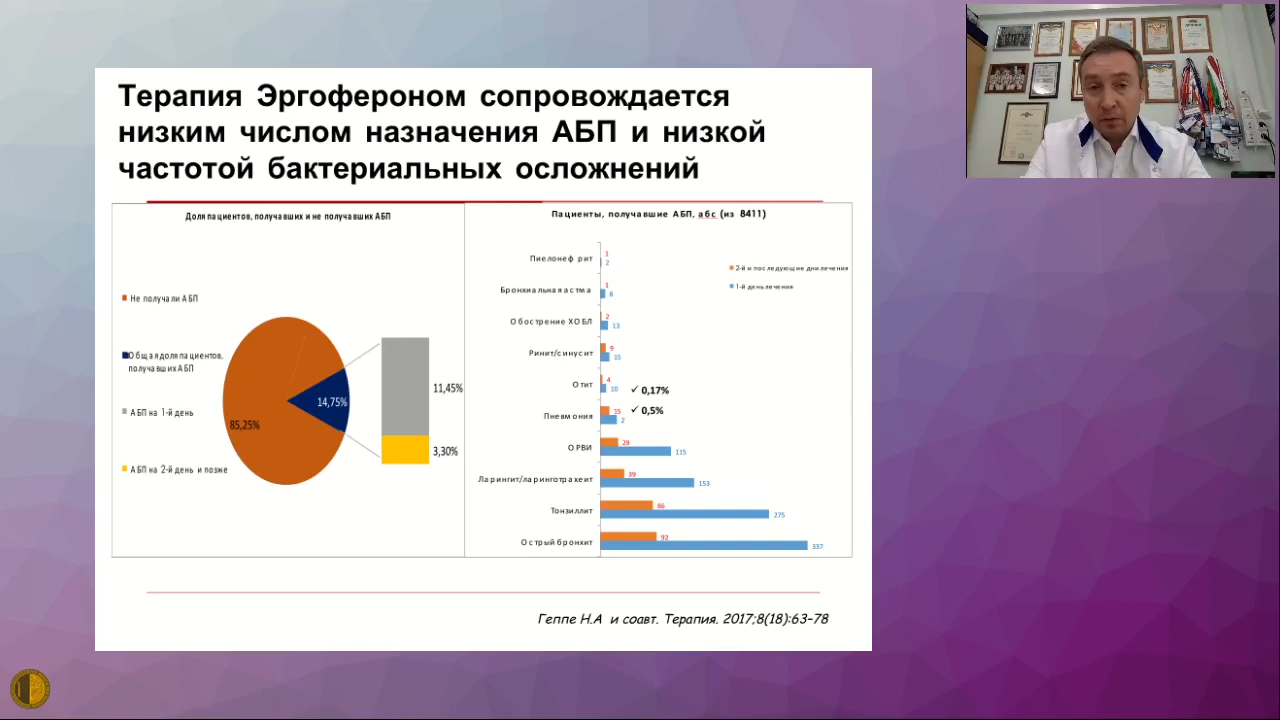 Терапия Эргофероном сопровождается
низким числом назначения АБП и низкой
частотой бактериальных осложнений
Доля пациентов, получавших и не получавших АБП
Не получали АБП
Общая доля пациентов,
получавших АБП
АБП на 1-й день
АБП на 2-й день и позже
85,25%
14,75%
11,45%
3,30%
Пациенты, получавшие АБП, абс (из 8411)
2-й и последующие дни лечения
1-й день лечения
Пиелонефрит
1
2
Бронхиальная астма
1
8
Обострение ХОБЛ
2
13
Ринит/синусит
9
15
Отит
4
10
✓ 0,17%
Пневмония
15
2
✓ 0,5%
ОРВИ
29
115
Ларингит/ларинготрахеит
39
153
Тонзиллит
86
275
Острый бронхит
92
337
Геппе Н.А и соавт. Терапия. 2017;8(18):63–78